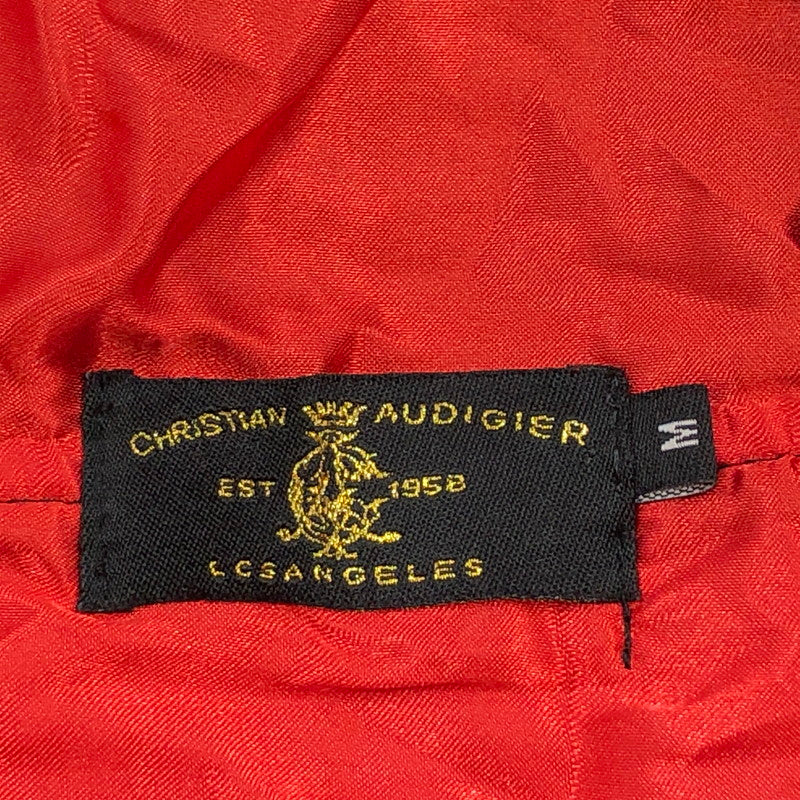 CHRISTIAN AUDIGIER
EST 1958
LOS ANGELES
M